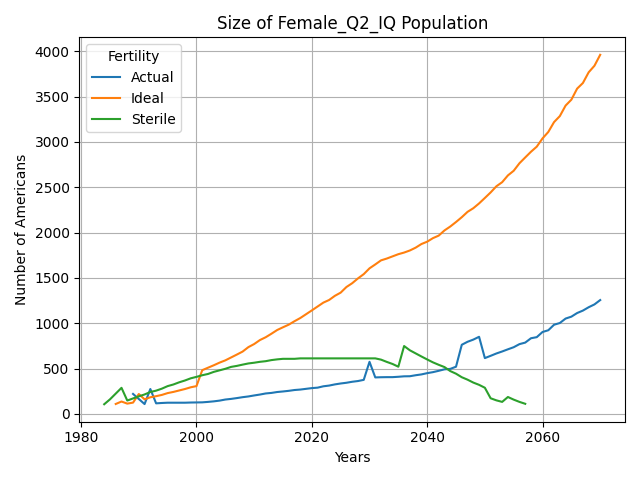 Size of Female_Q2_IQ Population
Fertility
Actual
Ideal
Sterile
4000
3500
3000
2500
2000
1500
1000
500
0
Number of Americans
1980
2000
2020
2040
2060
Years